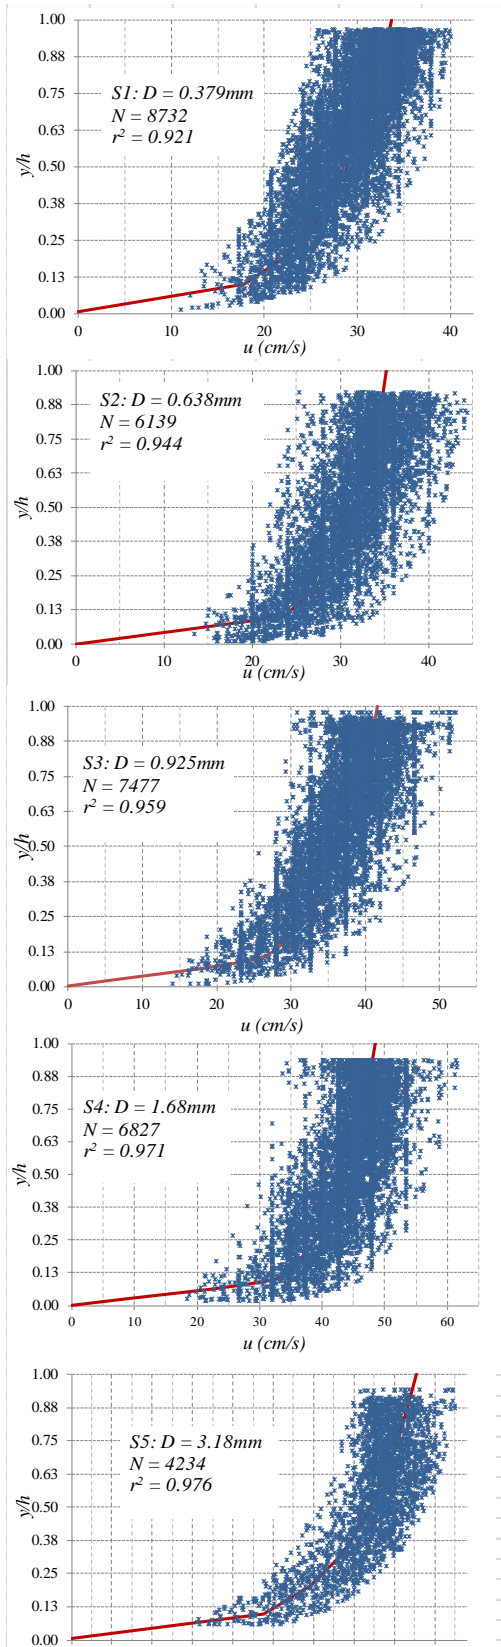 1.00
0.88
0.75
0.63
0.50
0.38
0.25
0.13
0.00
y/h
S1: D = 0.379mm
N = 8732
r² = 0.921
0
20
30
40
u (cm/s)
1.00
0.88
0.75
0.63
0.50
0.38
0.25
0.13
0.00
y/h
S2: D = 0.638mm
N = 6139
r² = 0.944
0
10
20
30
40
u (cm/s)
1.00
0.88
0.75
0.63
0.50
0.38
0.25
0.13
0.00
y/h
S3: D = 0.925mm
N = 7477
r² = 0.959
0
10
20
30
40
50
u (cm/s)
1.00
0.88
0.75
0.63
0.50
0.38
0.25
0.13
0.00
y/h
S4: D = 1.68mm
N = 6827
r² = 0.971
0
10
20
30
40
50
60
u (cm/s)
1.00
0.88
0.75
0.63
0.50
0.38
0.25
0.13
0.00
y/h
S5: D = 3.18mm
N = 4234
r² = 0.976